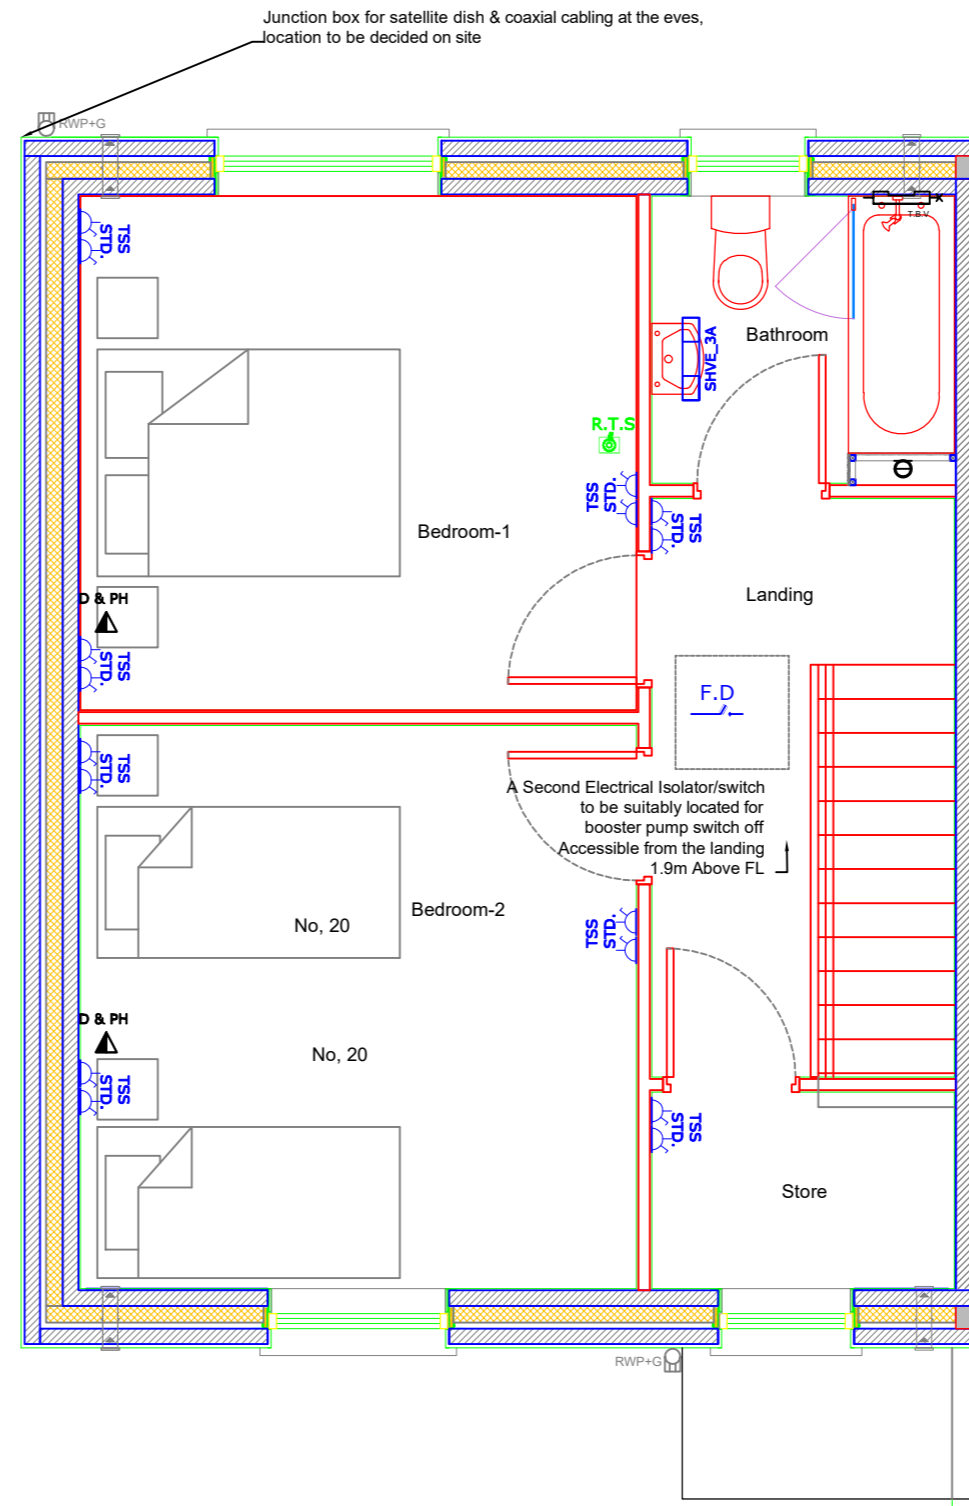 Junction box for satellite dish & coaxial cabling at the eves,
location to be decided on site
RWP+G
TSS
STD.
T.B.V
Bathroom
SHVE_3A
R.T.S
TSS
STD.
TSS
STD.
Bedroom-1
Landing
D & PH
TSS
STD.
F.D
TSS
STD.
A Second Electrical Isolator/switch
to be suitably located for
booster pump switch off
Accessible from the landing
1.9m Above FL
Bedroom-2
No, 20
TSS
STD.
D & PH
No, 20
TSS
STD.
TSS
STD.
Store
RWP+G